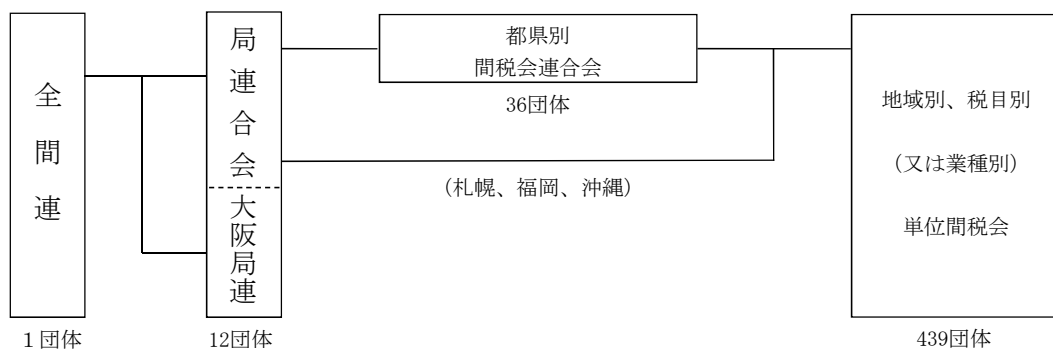 全間連
1団体
局連合会
大阪局連
12団体
都県別
間税会連合会
36団体
(札幌、福岡、沖縄)
地域別、税目別
(又は業種別)
単位間税会
439団体